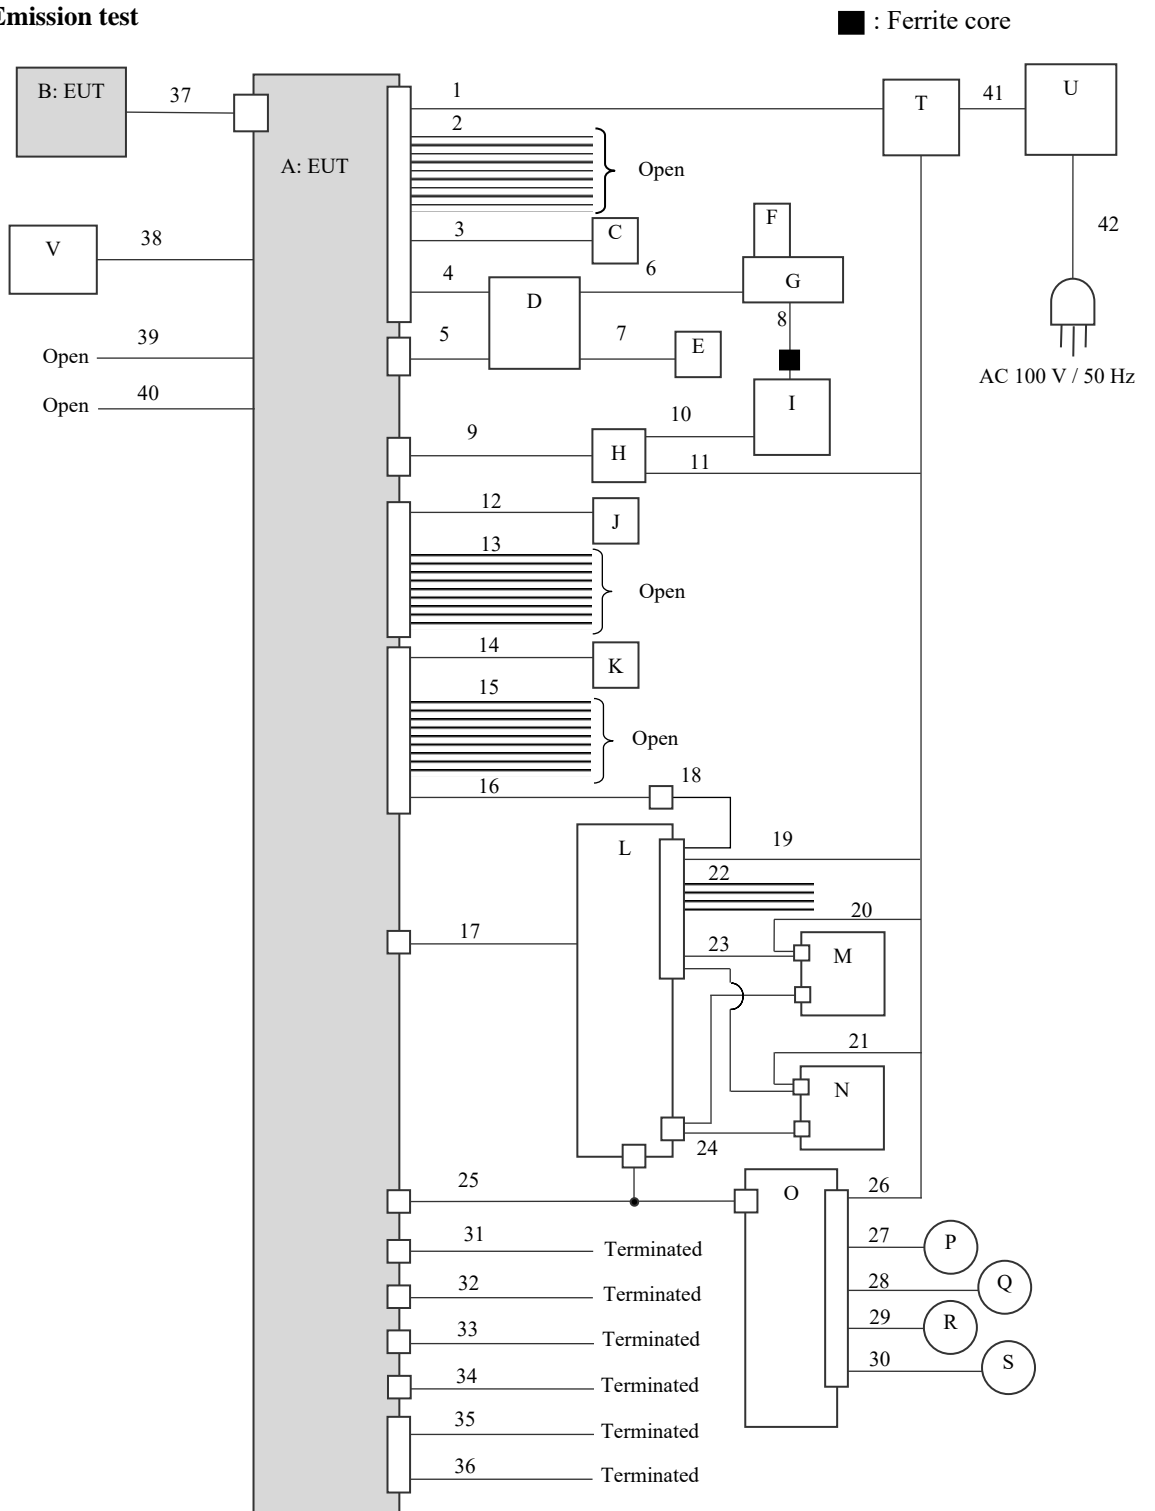 Emission test
: Ferrite core
B: EUT
37
1
T
41
U
2
A: EUT
Open
42
3
C
F
V
38
4
D
6
G
8
5
7
E
39
Open
AC 100 V / 50 Hz
40
Open
I
9
H
10
11
12
J
13
Open
14
K
15
Open
16
18
L
19
22
20
17
23
M
21
N
24
25
O
26
31
Terminated
27
P
32
Terminated
28
Q
33
Terminated
29
R
34
Terminated
30
S
35
Terminated
36
Terminated